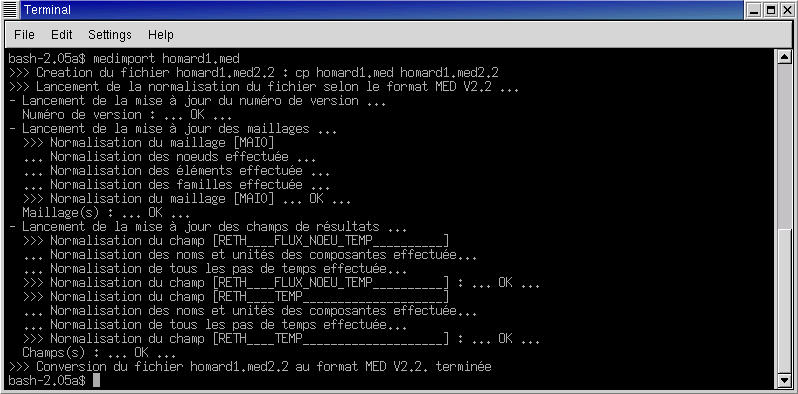 Terminal
File Edit Settings Help
bash-2.05a$ medimport homard1.med
>>> Creation du fichier homard1.med2.2 : cp homard1.med homard1.med2.2
>>> Lancement de la normalisation du fichier selon le format MED V2.2 ...
- Lancement de la mise à jour du numéro de version ...
  Numéro de version : ... OK ...
- Lancement de la mise à jour des maillages ...
  >>> Normalisation du maillage [MAI0]
  ... Normalisation des noeuds effectuée ...
  ... Normalisation des éléments effectuée ...
  ... Normalisation des familles effectuée ...
  >>> Normalisation du maillage [MAI0] ... OK ...
  Maillage(s) : ... OK ...
- Lancement de la mise à jour des champs de résultats ...
  >>> Normalisation du champ [RETH____FLUX_NOEU_TEMP__________]
  ... Normalisation des noms et unités des composantes effectuée...
  ... Normalisation de tous les pas de temps effectuée...
  >>> Normalisation du champ [RETH____FLUX_NOEU_TEMP__________] : ... OK ...
  >>> Normalisation du champ [RETH____TEMP____________________]
  ... Normalisation des noms et unités des composantes effectuée...
  ... Normalisation de tous les pas de temps effectuée...
  >>> Normalisation du champ [RETH____TEMP____________________] : ... OK ...
  Champs(s) : ... OK ...
>>> Conversion du fichier homard1.med2.2 au format MED V2.2. terminée
bash-2.05a$